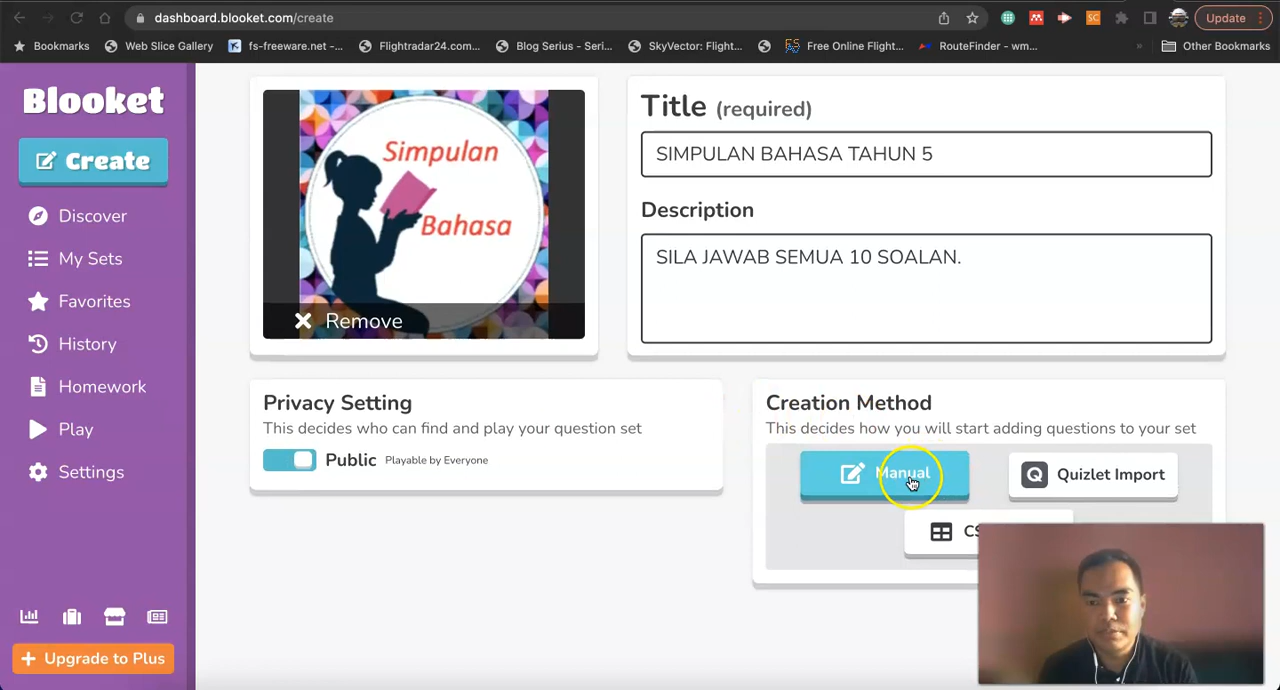 dashboard.blooket.com/create
Update
Bookmarks
Web Slice Gallery
fs-freeware.net -...
Flightradar24.com...
Blog Serius - Seri...
SkyVector: Flight...
Free Online Flight...
RouteFinder - wm...
»
Other Bookmarks
Blooket
Create
Discover
My Sets
Favorites
History
Homework
Play
Settings
+ Upgrade to Plus
Simpulan
Bahasa
Remove
Title (required)
SIMPULAN BAHASA TAHUN 5
Description
SILA JAWAB SEMUA 10 SOALAN.
Privacy Setting
This decides who can find and play your question set
Public Playable by Everyone
Creation Method
This decides how you will start adding questions to your set
Manual
Quizlet Import